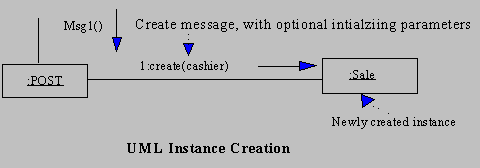 Msg1()
Create message, with optional intialziing parameters
1:create(cashier)
:POST
:Sale
Newly created instance
UML Instance Creation